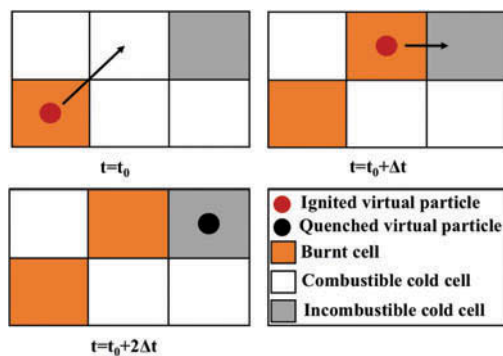 t=t₀
t=t₀+Δt
t=t₀+2Δt
Ignited virtual particle
Quenched virtual particle
Burnt cell
Combustible cold cell
Incombustible cold cell